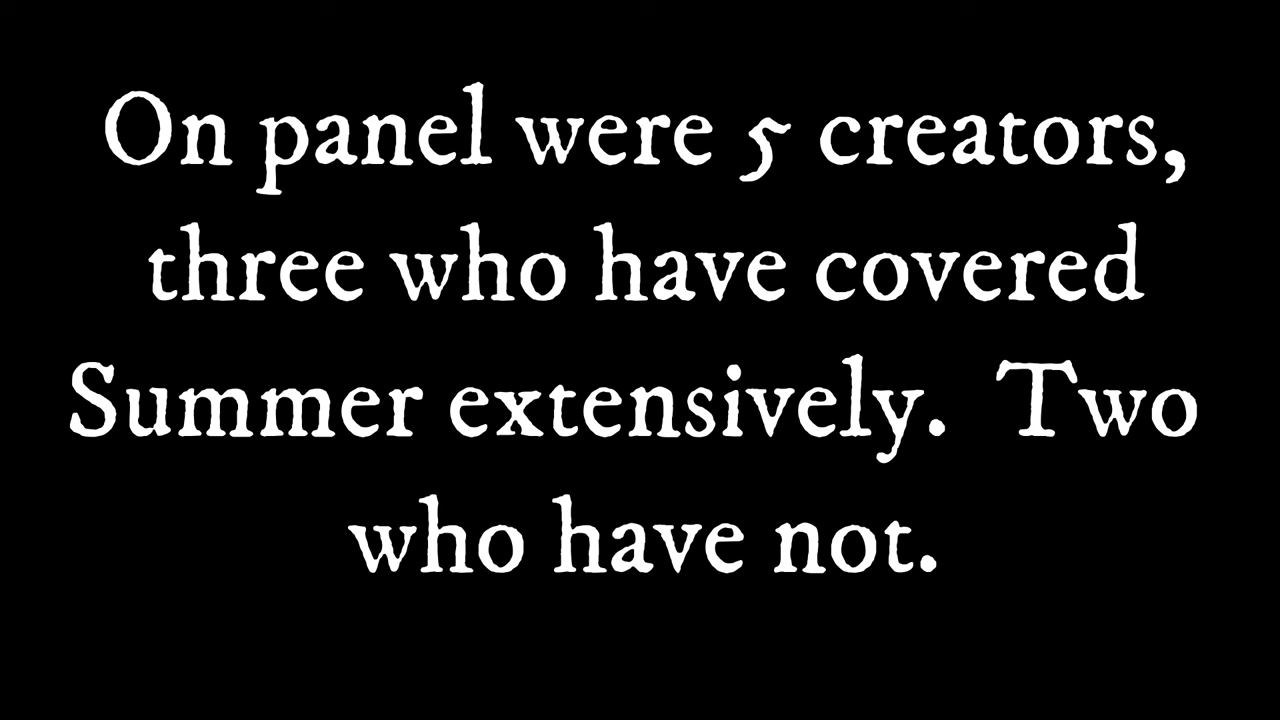 On panel were 5 creators,
three who have covered
Summer extensively.  Two
who have not.